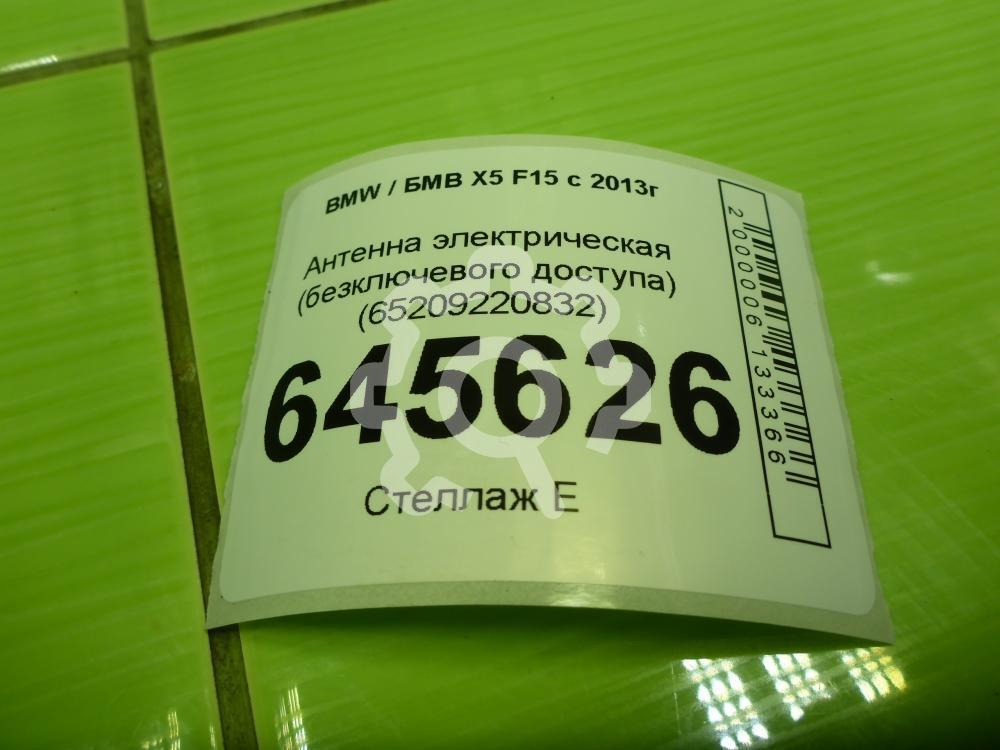 BMW / БМВ X5 F15 с 2013г
Антенна электрическая
(безключевого доступа)
(65209220832)
645626
Стеллаж Е
2000006133366